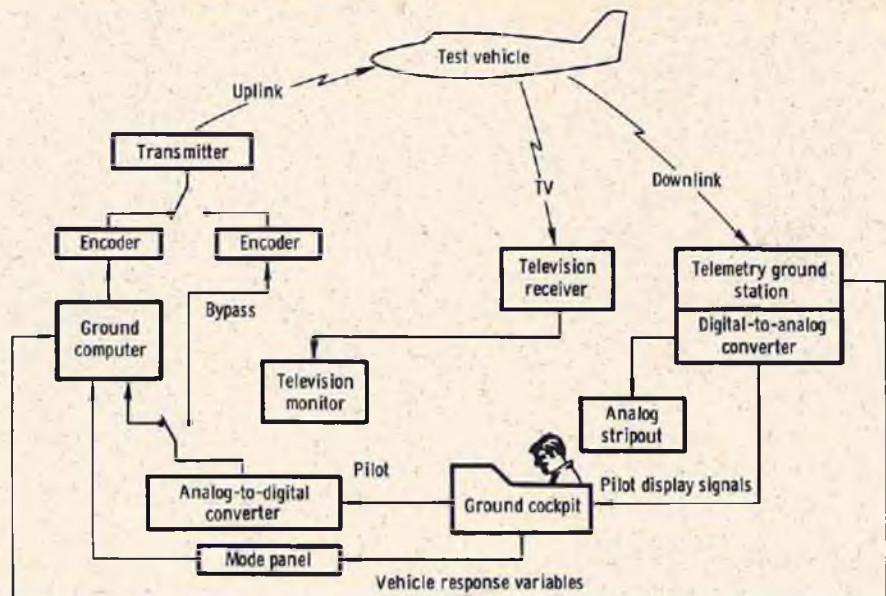 Test vehicle
Uplink
Transmitter
TV
Downlink
Encoder
Encoder
Television
receiver
Telemetry ground
station
Bypass
Ground
computer
Digital-to-analog
converter
Television
monitor
Analog
stripout
Pilot
Pilot display signals
Analog-to-digital
converter
Ground cockpit
Mode panel
Vehicle response variables